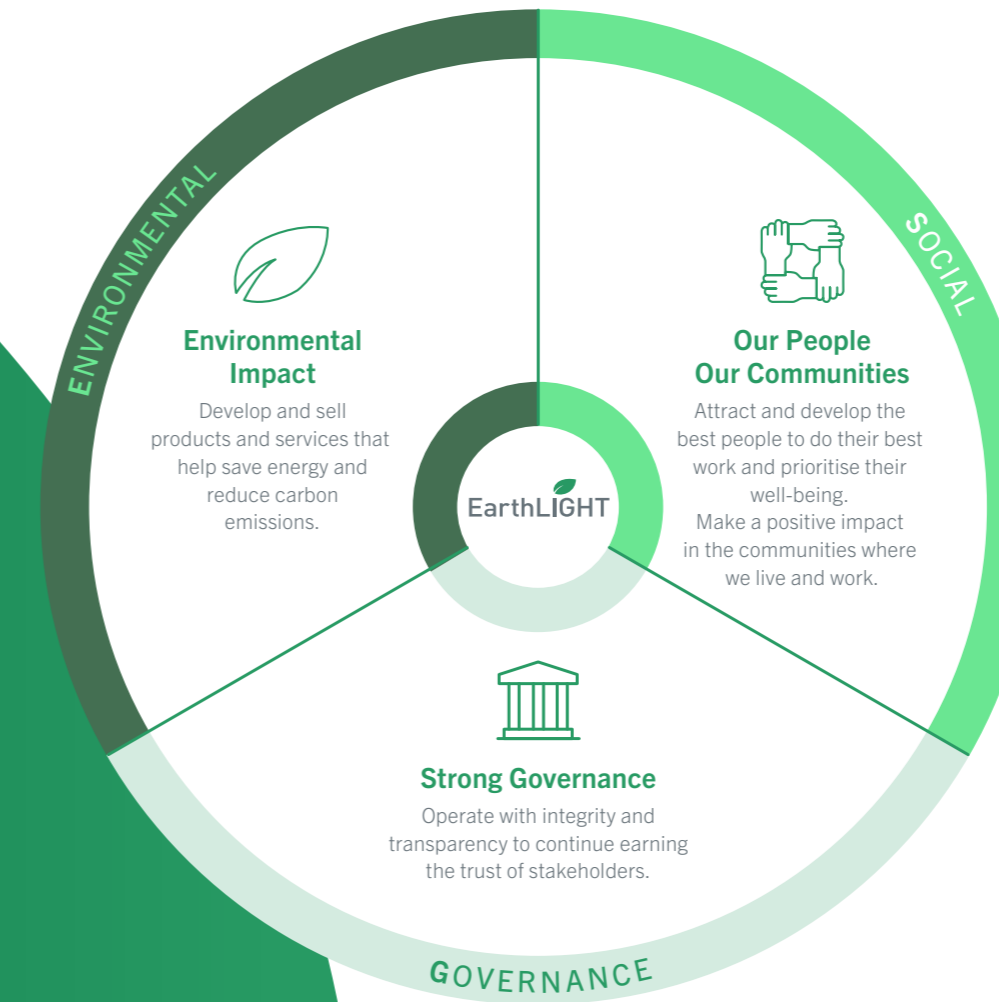 ENVIRONMENTAL
Environmental
Impact
Develop and sell
products and services that
help save energy and
reduce carbon
emissions.
SOCIAL
Our People
Our Communities
Attract and develop the
best people to do their best
work and prioritise their
well-being.
Make a positive impact
in the communities where
we live and work.
EarthLIGHT
Strong Governance
Operate with integrity and
transparency to continue earning
the trust of stakeholders.
GOVERNANCE